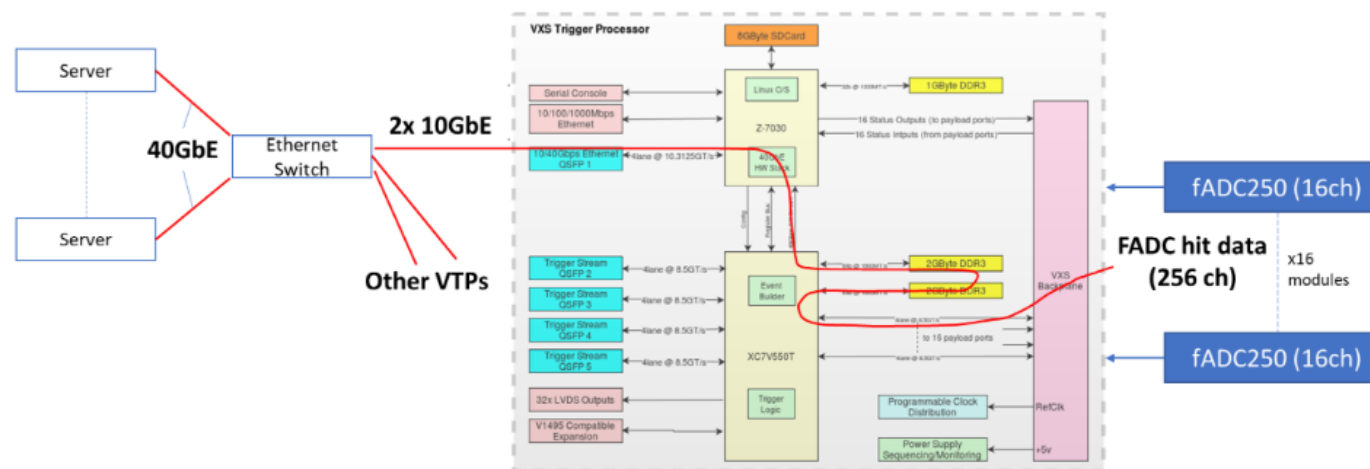 VXS Trigger Processor
8GByte SDCard
Server
Linux O/S
1GByte DDR3
Serial Console
10/100/1000Mbps
Ethernet
Z-7030
16 Status Outputs (to payload ports)
16 Status Intputs (from payload ports)
2x 10GbE
40GbE
Ethernet
Switch
10/40Gbps Ethernet
QSFP 1
4lane @ 10.3125GT/s
40GbE
HW Stack
fADC250 (16ch)
Server
Config
Register Bus
Other VTPs
FADC hit data
(256 ch)
x16
modules
Trigger Stream
QSFP 2
4lane @ 8.5GT/s
2GByte DDR3
VXS
Backplane
Event
Builder
2GByte DDR3
Trigger Stream
QSFP 3
4lane @ 8.5GT/s
Trigger Stream
QSFP 4
4lane @ 8.5GT/s
to 16 payload ports
Trigger Stream
QSFP 5
4lane @ 8.5GT/s
XC7V550T
fADC250 (16ch)
32x LVDS Outputs
Trigger
Logic
Programmable Clock
Distribution
RefClk
V1495 Compatible
Expansion
Power Supply
Sequencing/Monitoring
+5v